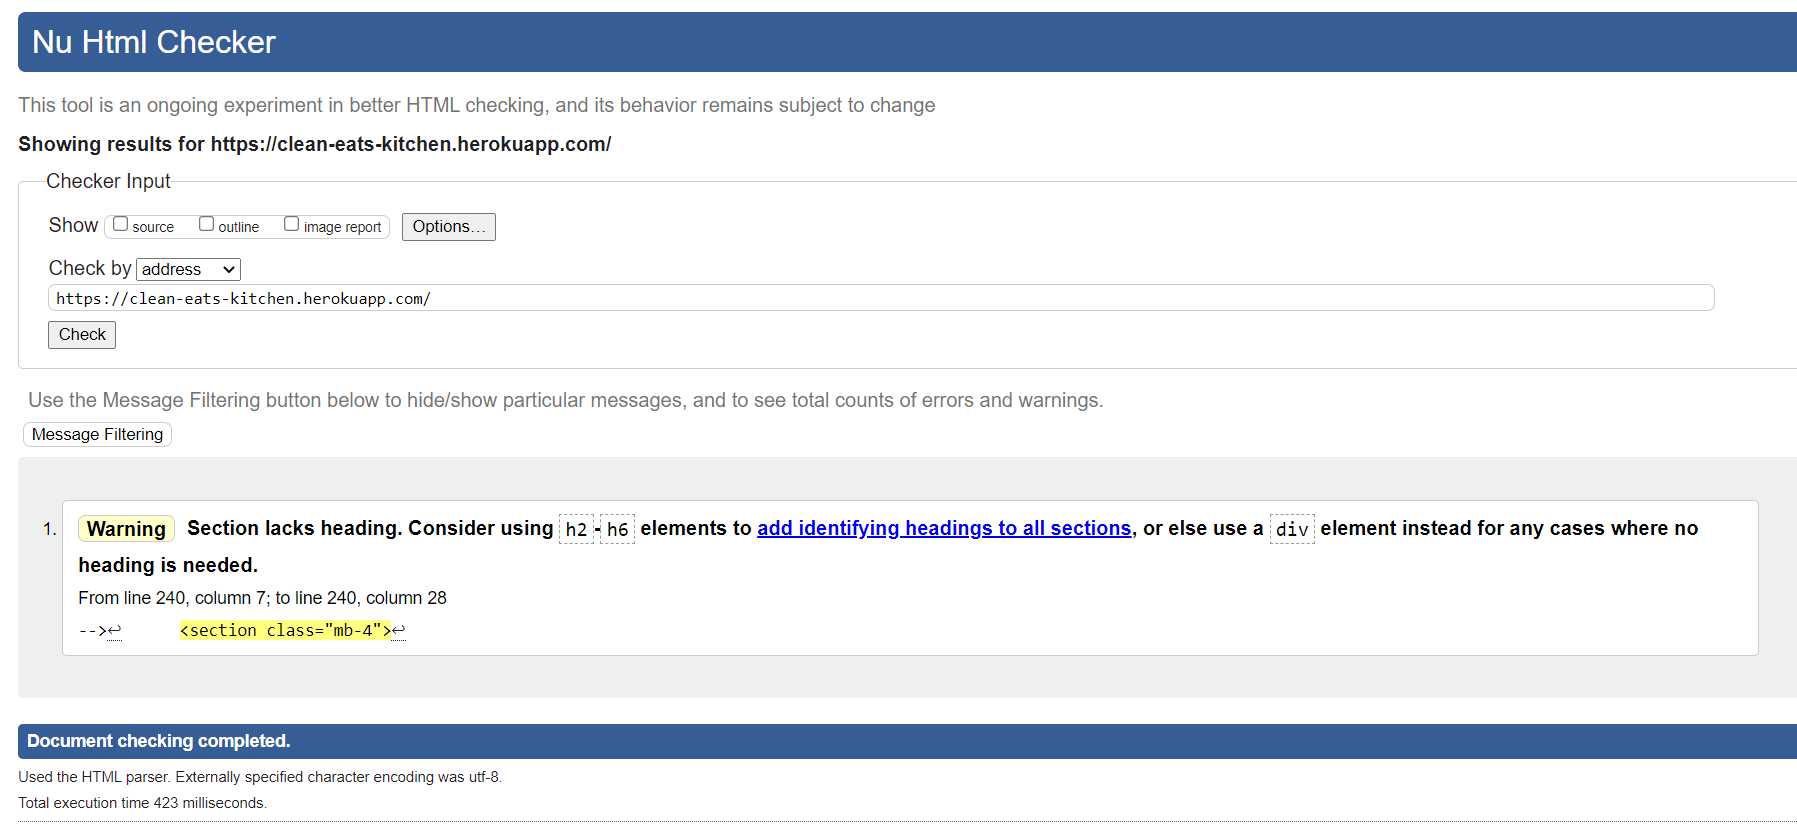 Nu Html Checker
This tool is an ongoing experiment in better HTML checking, and its behavior remains subject to change
Showing results for https://clean-eats-kitchen.herokuapp.com/
Checker Input
Show source outline image report Options...
Check by address
https://clean-eats-kitchen.herokuapp.com/
Check
Use the Message Filtering button below to hide/show particular messages, and to see total counts of errors and warnings.
Message Filtering
1. Warning Section lacks heading. Consider using h2-h6 elements to add identifying headings to all sections, or else use a div element instead for any cases where no
heading is needed.
From line 240, column 7; to line 240, column 28
-->↩ <section class="mb-4">↩
Document checking completed.
Used the HTML parser. Externally specified character encoding was utf-8.
Total execution time 423 milliseconds.